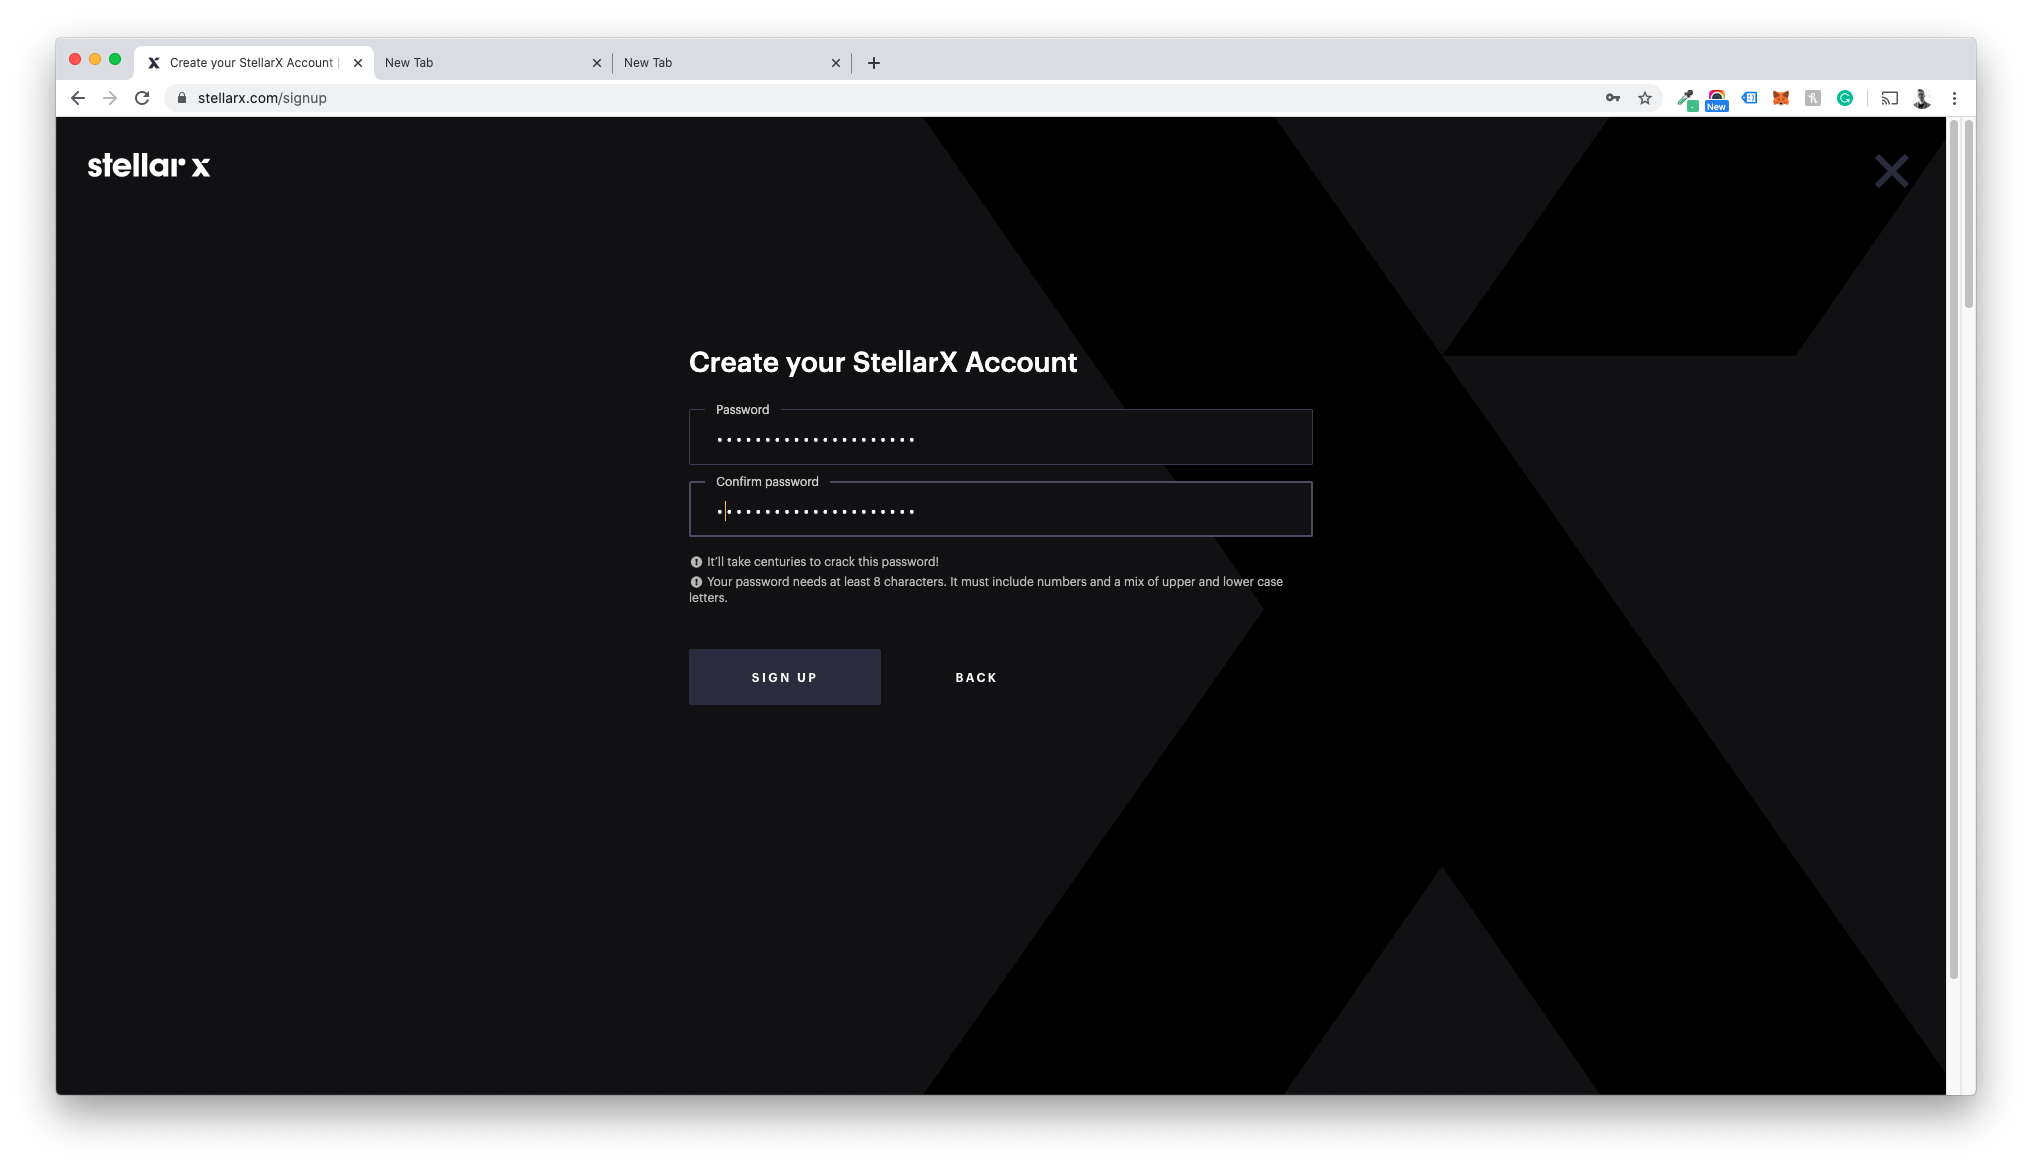 Create your StellarX Account |
New Tab
New Tab
stellarx.com/signup
New
stellar x
Create your StellarX Account
Password
•••••••••••••••••••••
Confirm password
•••••••••••••••••••••
It'll take centuries to crack this password!
Your password needs at least 8 characters. It must include numbers and a mix of upper and lower case
letters.
SIGN UP
BACK